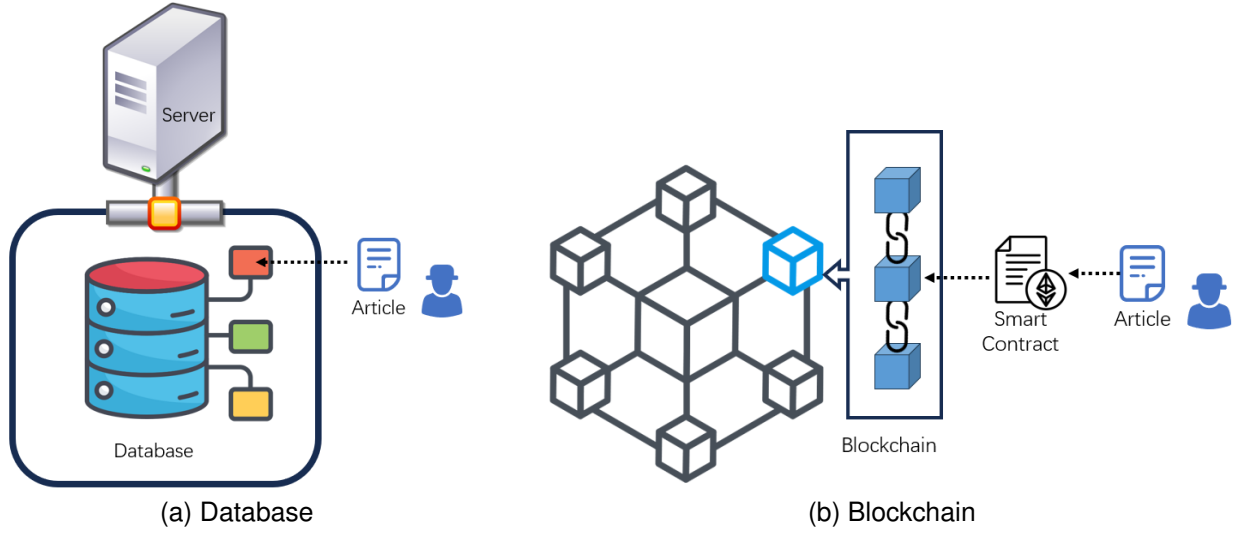 Server
Article
Database
(a) Database
Smart
Contract
Article
Blockchain
(b) Blockchain